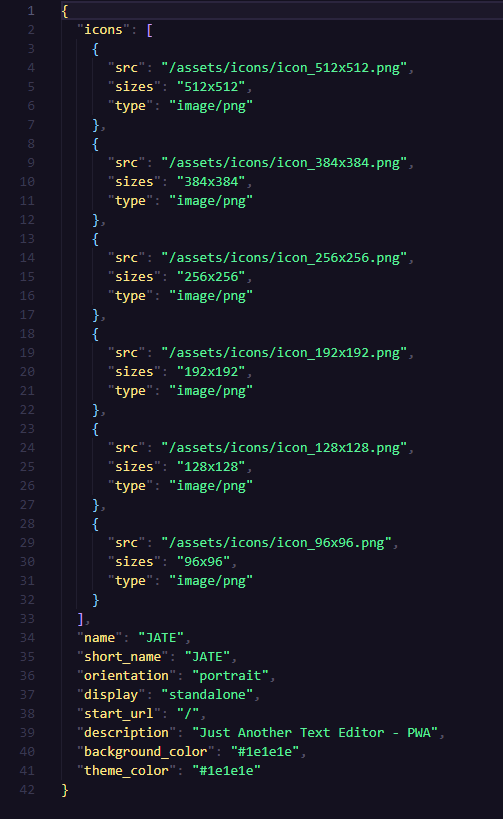 1 {
2 "icons": [
3 {
4 "src": "/assets/icons/icon_512x512.png",
5 "sizes": "512x512",
6 "type": "image/png"
7 },
8 {
9 "src": "/assets/icons/icon_384x384.png",
10 "sizes": "384x384",
11 "type": "image/png"
12 },
13 {
14 "src": "/assets/icons/icon_256x256.png",
15 "sizes": "256x256",
16 "type": "image/png"
17 },
18 {
19 "src": "/assets/icons/icon_192x192.png",
20 "sizes": "192x192",
21 "type": "image/png"
22 },
23 {
24 "src": "/assets/icons/icon_128x128.png",
25 "sizes": "128x128",
26 "type": "image/png"
27 },
28 {
29 "src": "/assets/icons/icon_96x96.png",
30 "sizes": "96x96",
31 "type": "image/png"
32 }
33 ],
34 "name": "JATE",
35 "short_name": "JATE",
36 "orientation": "portrait",
37 "display": "standalone",
38 "start_url": "/",
39 "description": "Just Another Text Editor - PWA",
40 "background_color": "#1e1e1e",
41 "theme_color": "#1e1e1e"
42 }